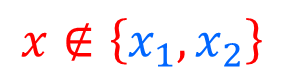 x ∉ {x₁, x₂}